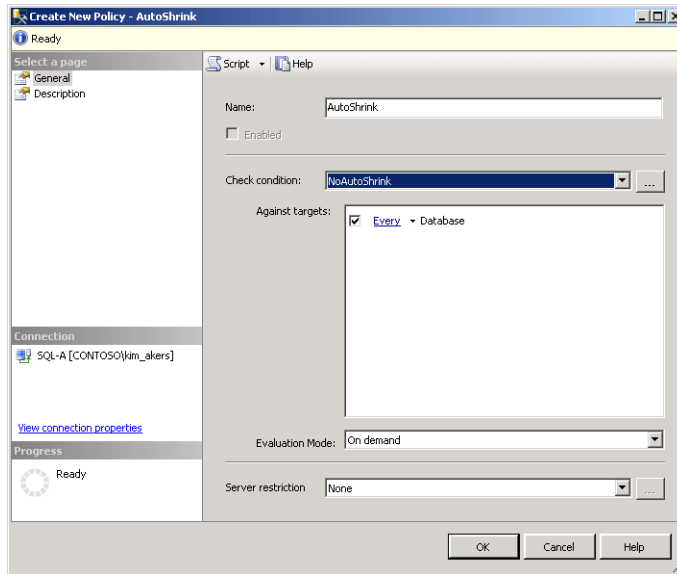 Create New Policy - AutoShrink
Ready
Select a page
General
Description
Script
Help
Name:
AutoShrink
Enabled
Check condition:
NoAutoShrink
...
Against targets:
Every Database
Evaluation Mode:
On demand
Server restriction
None
...
Connection
SQL-A [CONTOSO\kim_akers]
View connection properties
Progress
Ready
OK
Cancel
Help